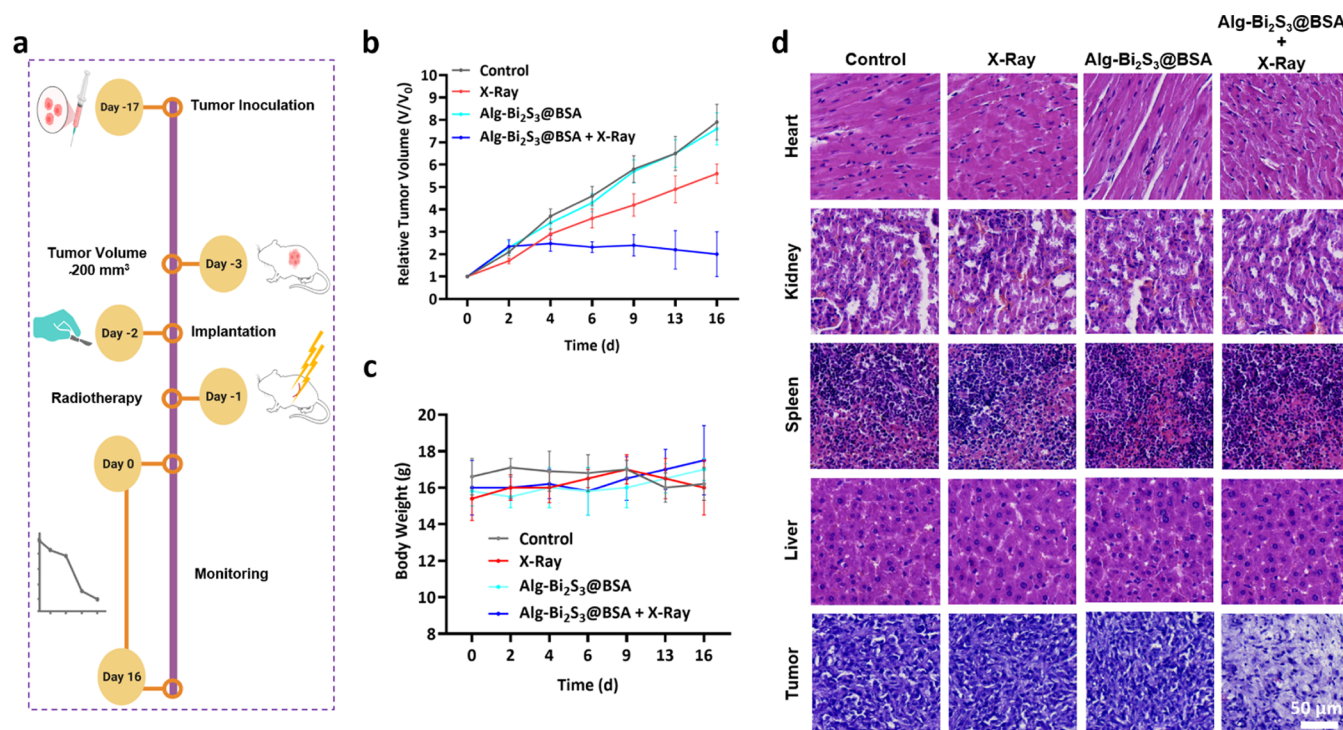 a
Day -17
Tumor Inoculation
Tumor Volume
-200 mm³
Day -3
Day -2
Implantation
Radiotherapy
Day -1
Day 0
Monitoring
Day 16
b
Relative Tumor Volume (V/V₀)
10
9
8
7
6
5
4
3
2
1
0
Control
X-Ray
Alg-Bi₂S₃@BSA
Alg-Bi₂S₃@BSA + X-Ray
0 2 4 6 9 13 16
Time (d)
c
Body Weight (g)
20
18
16
14
12
10
8
Control
X-Ray
Alg-Bi₂S₃@BSA
Alg-Bi₂S₃@BSA + X-Ray
0 2 4 6 9 13 16
Time (d)
d
Control
X-Ray
Alg-Bi₂S₃@BSA
Alg-Bi₂S₃@BSA
+
X-Ray
Heart
Kidney
Spleen
Liver
Tumor
50 µm